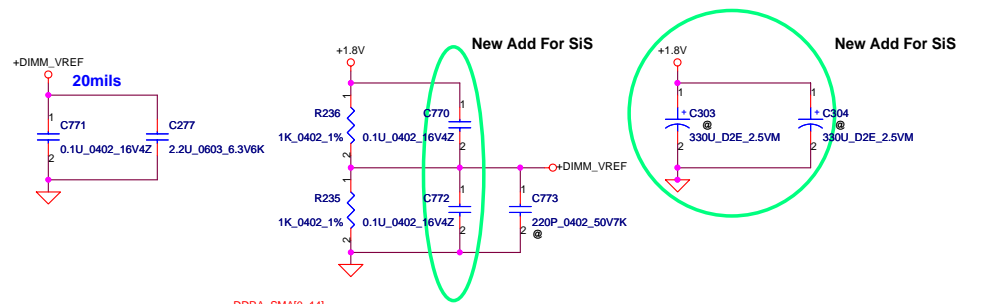 New Add For SiS
New Add For SiS
+DIMM_VREF
20mils
1
C771
0.1U_0402_16V4Z
2
C277
2.2U_0603_6.3V6K
+1.8V
1
R236
1K_0402_1%
2
1
C770
0.1U_0402_16V4Z
2
+DIMM_VREF
1
R235
1K_0402_1%
2
1
C772
0.1U_0402_16V4Z
2
1
C773
220P_0402_50V7K
2
@
+1.8V
1
+
C303
@
330U_D2E_2.5VM
2
1
+
C304
@
330U_D2E_2.5VM
2